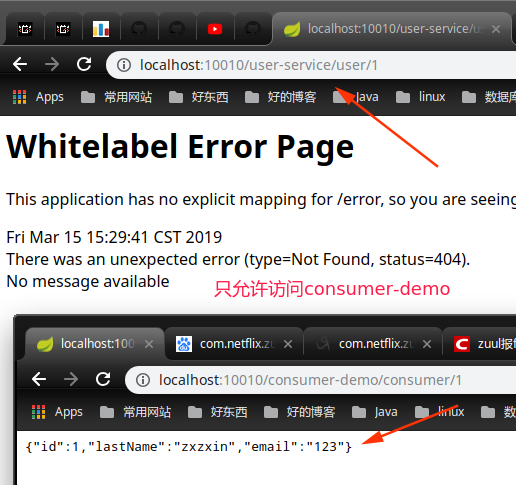 localhost:10010/user-service/us
localhost:10010/user-service/user/1
Apps 常用网站 好东西 好的博客 Java linux 数据库
Whitelabel Error Page
This application has no explicit mapping for /error, so you are seeing
Fri Mar 15 15:29:41 CST 2019
There was an unexpected error (type=Not Found, status=404).
No message available
只允许访问consumer-demo
localhost:100 com.netflix.zu com.netflix.zu zuul报
localhost:10010/consumer-demo/consumer/1
Apps 常用网站 好东西 好的博客 Java linux
{"id":1,"lastName":"zxzxin","email":"123"}